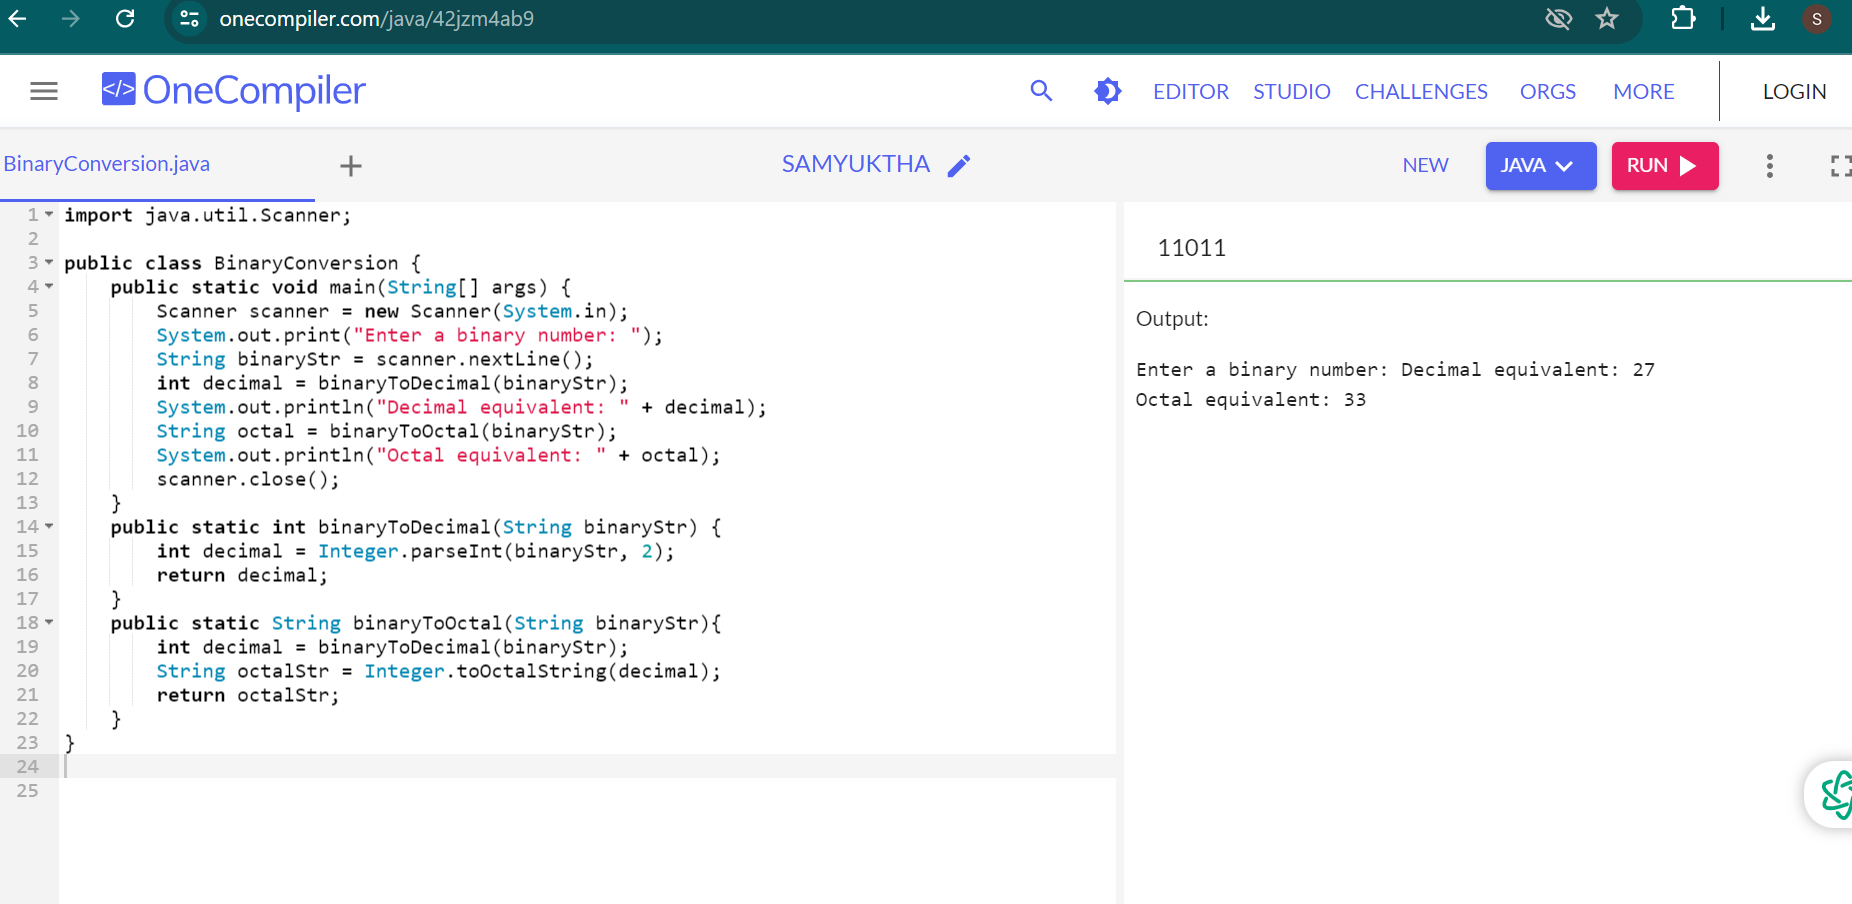 onecompiler.com/java/42jzm4ab9
S
</> OneCompiler
EDITOR STUDIO CHALLENGES ORGS MORE LOGIN
BinaryConversion.java + SAMYUKTHA NEW JAVA RUN
1 import java.util.Scanner;
2
3 public class BinaryConversion {
4     public static void main(String[] args) {
5         Scanner scanner = new Scanner(System.in);
6         System.out.print("Enter a binary number: ");
7         String binaryStr = scanner.nextLine();
8         int decimal = binaryToDecimal(binaryStr);
9         System.out.println("Decimal equivalent: " + decimal);
10         String octal = binaryToOctal(binaryStr);
11         System.out.println("Octal equivalent: " + octal);
12         scanner.close();
13     }
14     public static int binaryToDecimal(String binaryStr) {
15         int decimal = Integer.parseInt(binaryStr, 2);
16         return decimal;
17     }
18     public static String binaryToOctal(String binaryStr){
19         int decimal = binaryToDecimal(binaryStr);
20         String octalStr = Integer.toOctalString(decimal);
21         return octalStr;
22     }
23 }
24
25
11011
Output:
Enter a binary number: Decimal equivalent: 27
Octal equivalent: 33